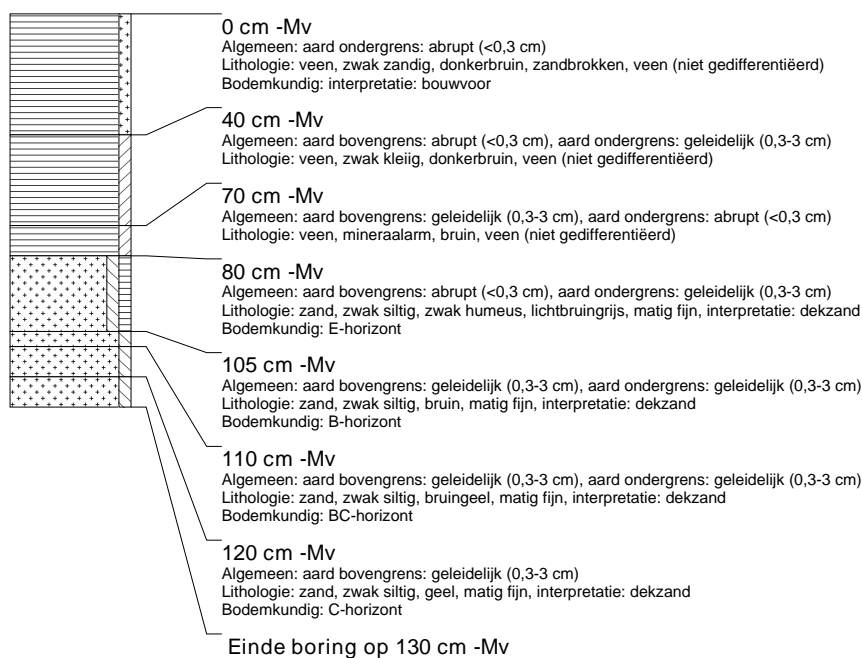 0 cm -Mv
Algemeen: aard ondergrens: abrupt (<0,3 cm)
Lithologie: veen, zwak zandig, donkerbruin, zandbrokken, veen (niet gedifferentiëerd)
Bodemkundig: interpretatie: bouwvoor
40 cm -Mv
Algemeen: aard bovengrens: abrupt (<0,3 cm), aard ondergrens: geleidelijk (0,3-3 cm)
Lithologie: veen, zwak kleiig, donkerbruin, veen (niet gedifferentiëerd)
70 cm -Mv
Algemeen: aard bovengrens: geleidelijk (0,3-3 cm), aard ondergrens: abrupt (<0,3 cm)
Lithologie: veen, mineraalarm, bruin, veen (niet gedifferentiëerd)
80 cm -Mv
Algemeen: aard bovengrens: abrupt (<0,3 cm), aard ondergrens: geleidelijk (0,3-3 cm)
Lithologie: zand, zwak siltig, zwak humeus, lichtbruingrijs, matig fijn, interpretatie: dekzand
Bodemkundig: E-horizont
105 cm -Mv
Algemeen: aard bovengrens: geleidelijk (0,3-3 cm), aard ondergrens: geleidelijk (0,3-3 cm)
Lithologie: zand, zwak siltig, bruin, matig fijn, interpretatie: dekzand
Bodemkundig: B-horizont
110 cm -Mv
Algemeen: aard bovengrens: geleidelijk (0,3-3 cm), aard ondergrens: geleidelijk (0,3-3 cm)
Lithologie: zand, zwak siltig, bruingeel, matig fijn, interpretatie: dekzand
Bodemkundig: BC-horizont
120 cm -Mv
Algemeen: aard bovengrens: geleidelijk (0,3-3 cm)
Lithologie: zand, zwak siltig, geel, matig fijn, interpretatie: dekzand
Bodemkundig: C-horizont
Einde boring op 130 cm -Mv